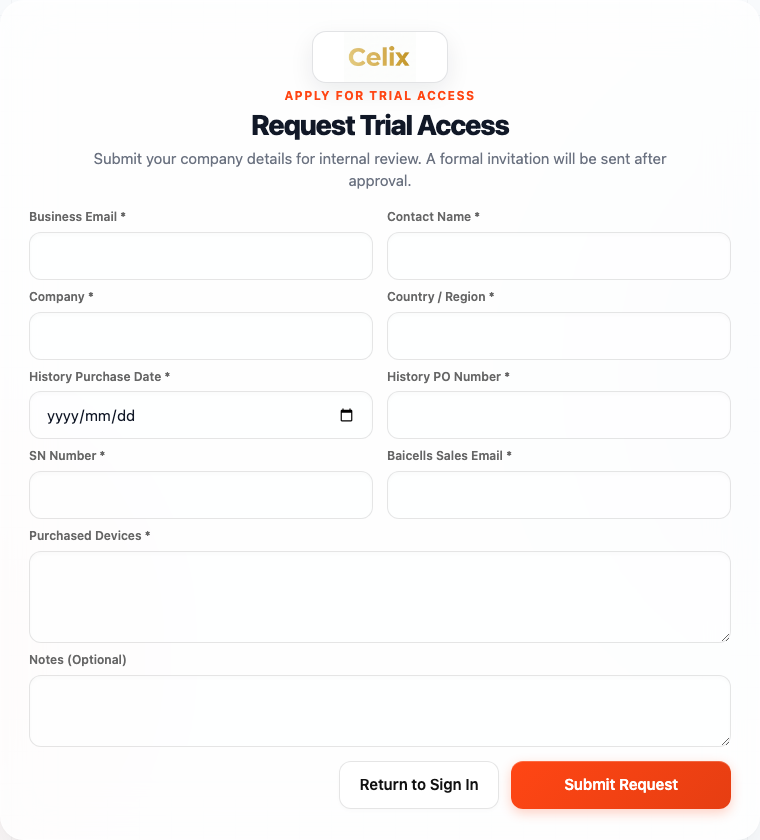 Celix
APPLY FOR TRIAL ACCESS
Request Trial Access
Submit your company details for internal review. A formal invitation will be sent after
approval.
Business Email *
Contact Name *
Company *
Country / Region *
History Purchase Date *
History PO Number *
yyyy/mm/dd
SN Number *
Baicells Sales Email *
Purchased Devices *
Notes (Optional)
Return to Sign In
Submit Request